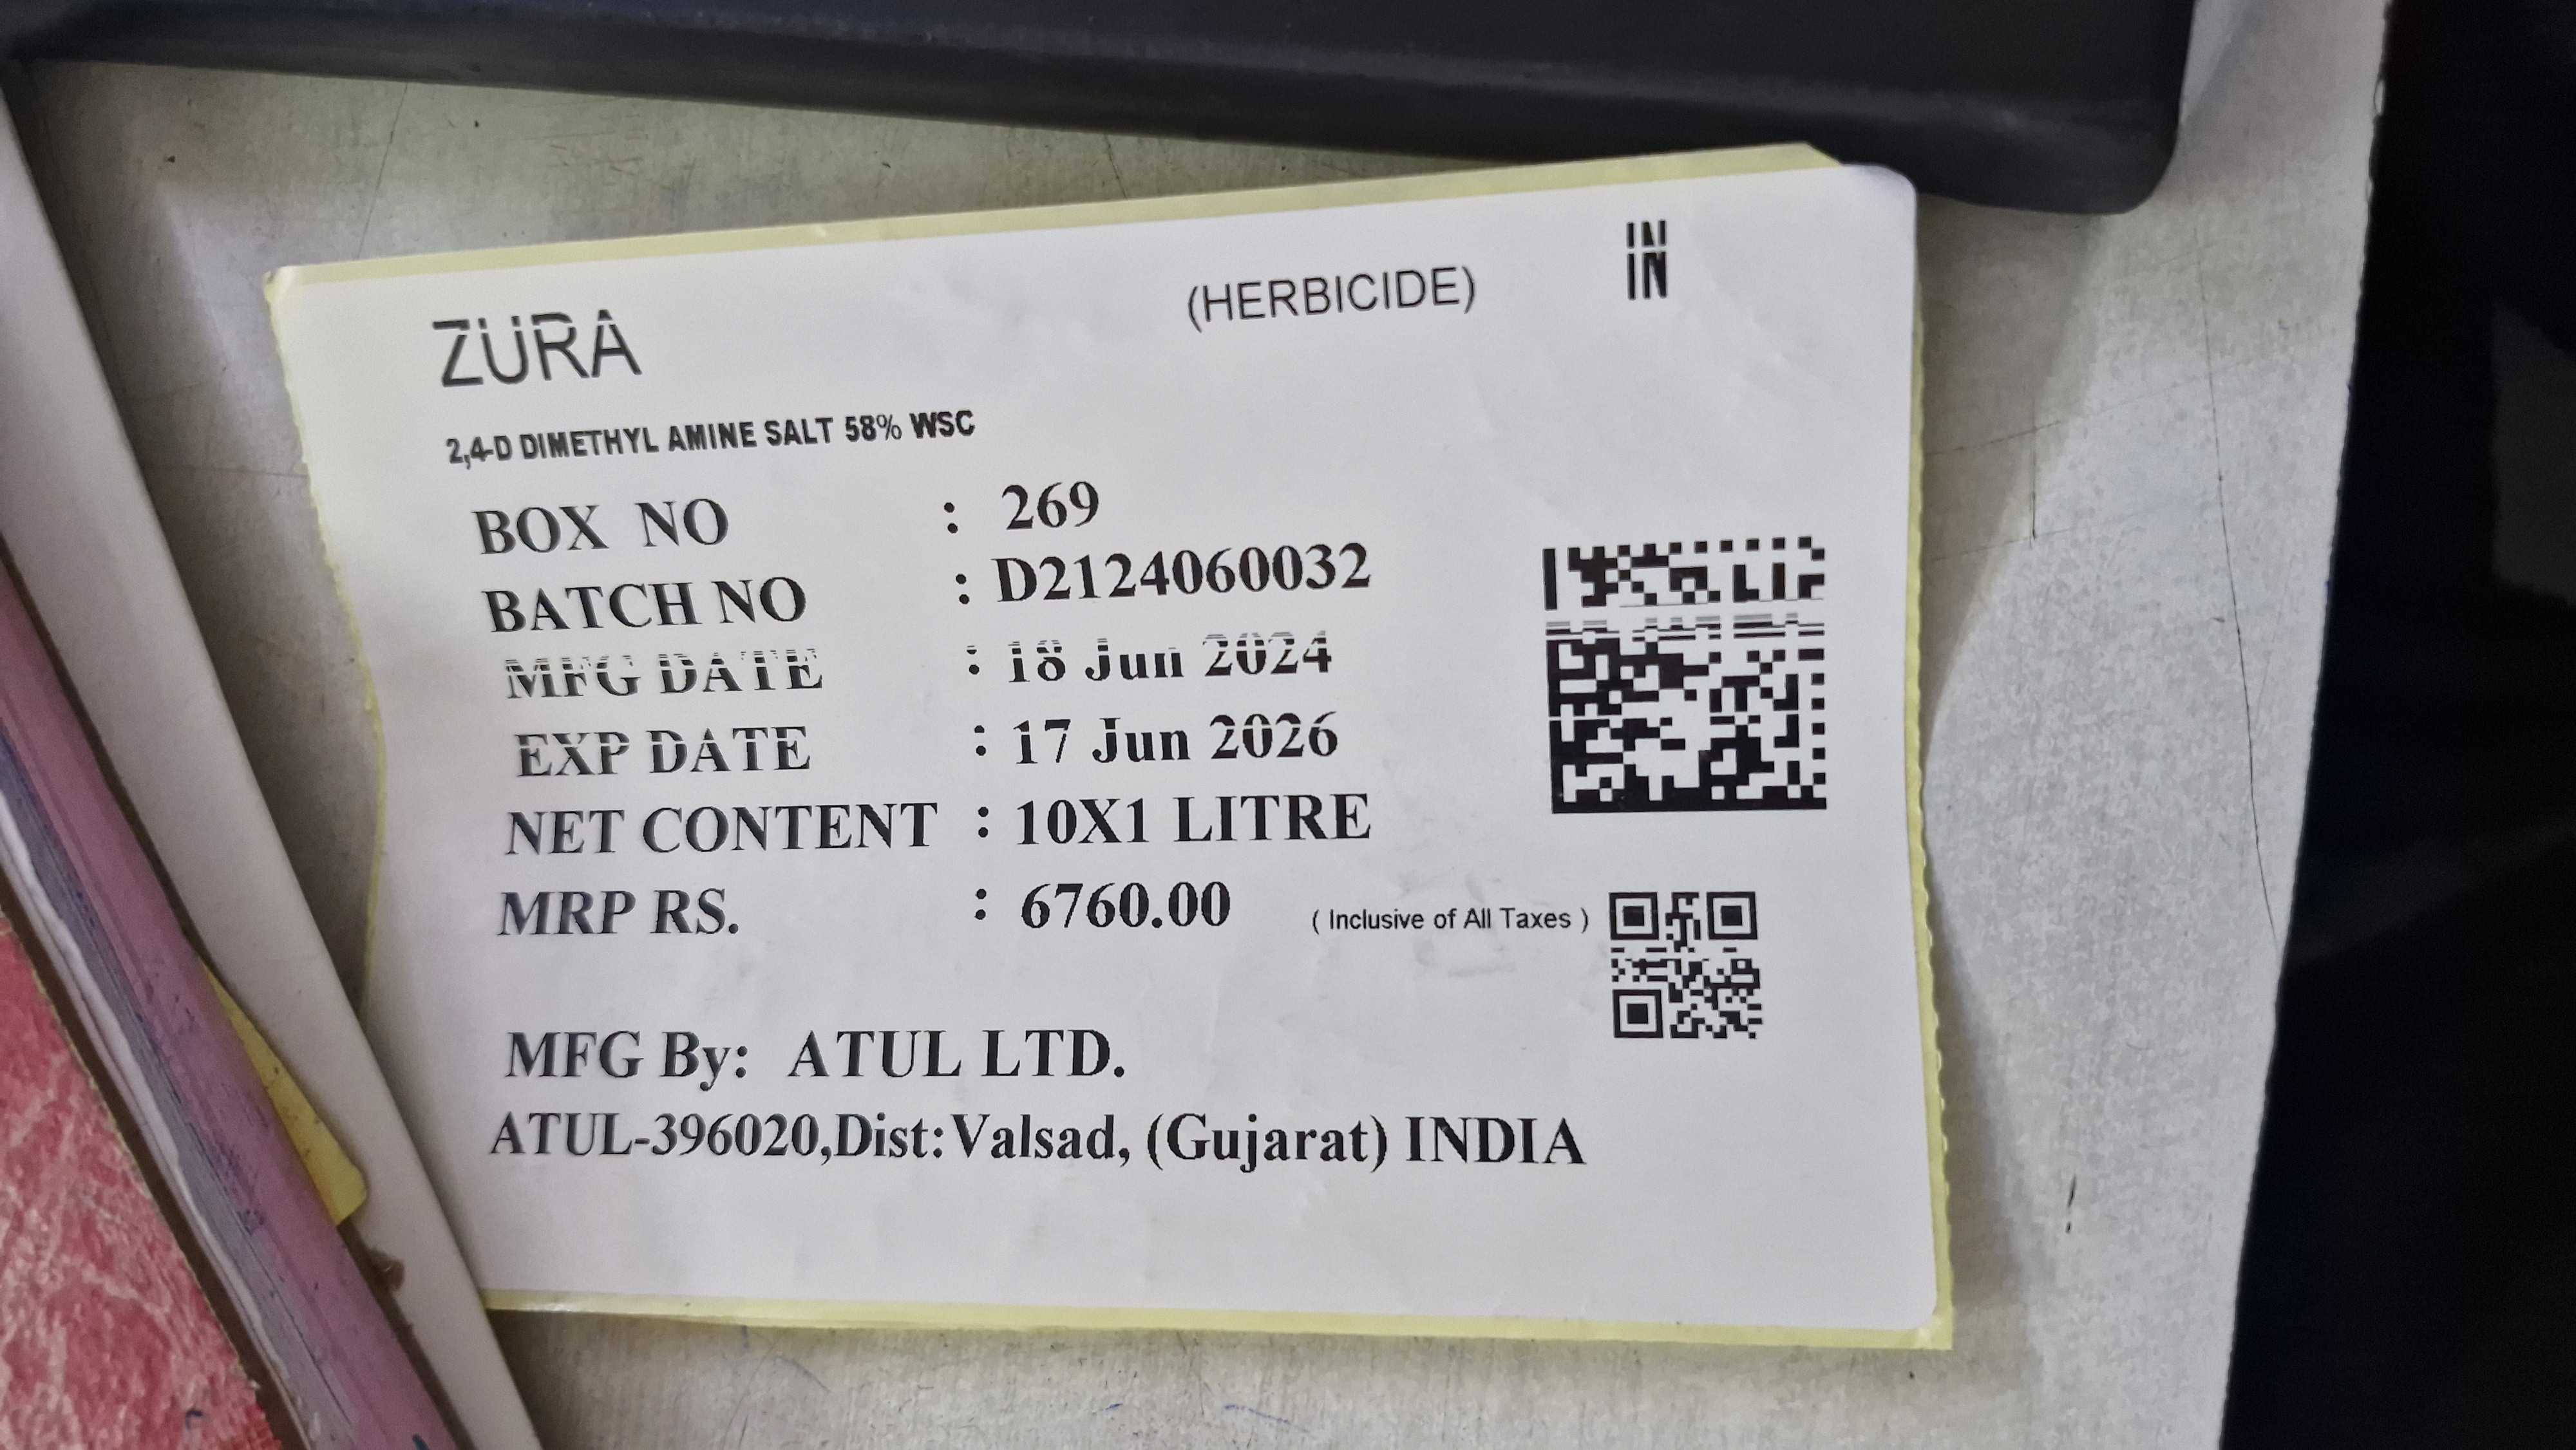 ZURA (HERBICIDE) IN
2,4-D DIMETHYL AMINE SALT 58% WSC
BOX NO : 269
BATCH NO : D2124060032
MFG DATE : 18 Jun 2024
EXP DATE : 17 Jun 2026
NET CONTENT : 10X1 LITRE
MRP RS. : 6760.00 ( Inclusive of All Taxes )
MFG By: ATUL LTD.
ATUL-396020,Dist:Valsad, (Gujarat) INDIA